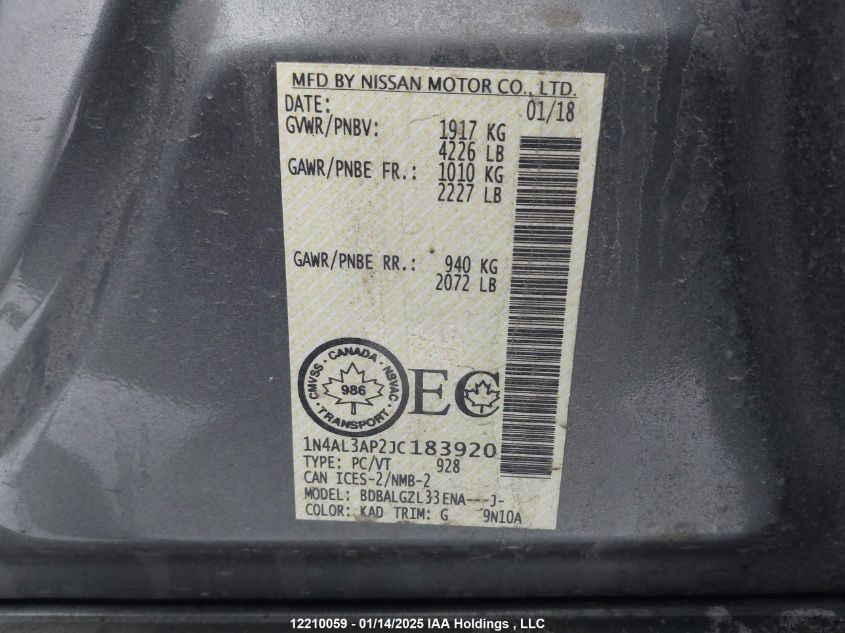 MFD BY NISSAN MOTOR CO., LTD.
DATE: 01/18
GVWR/PNBV: 1917 KG
4226 LB
GAWR/PNBE FR.: 1010 KG
2227 LB
GAWR/PNBE RR.: 940 KG
2072 LB
CMVSS · CANADA · NSVAC · TRANSPORT ·
986
EC
1N4AL3AP2JC183920
TYPE: PC/VT 928
CAN ICES-2/NMB-2
MODEL: BDBALGZL33ENA---J-
COLOR: KAD TRIM: G 9N10A
12210059 - 01/14/2025 IAA Holdings , LLC